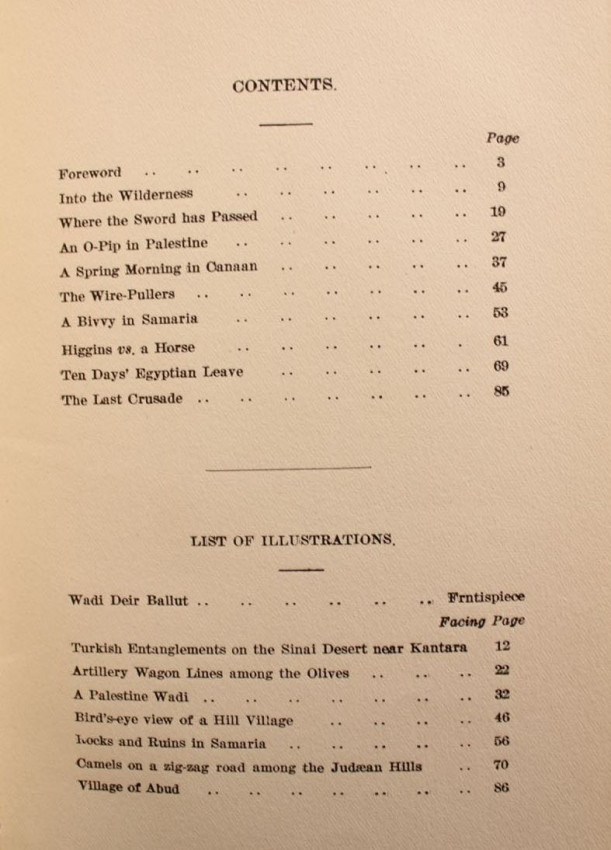 CONTENTS.
Page
Foreword .. .. .. .. .. .. .. .. 3
Into the Wilderness .. .. .. .. .. .. 9
Where the Sword has Passed .. .. .. .. .. 19
An O-Pip in Palestine .. .. .. .. .. .. 27
A Spring Morning in Canaan .. .. .. .. .. 37
The Wire-Pullers .. .. .. .. .. .. .. 45
A Bivvy in Samaria .. .. .. .. .. .. 53
Higgins vs. a Horse .. .. .. .. .. . 61
Ten Days' Egyptian Leave .. .. .. .. .. 69
The Last Crusade .. .. .. .. .. .. .. 85
LIST OF ILLUSTRATIONS.
Wadi Deir Ballut .. .. .. .. .. .. Frntispiece
Facing Page
Turkish Entanglements on the Sinai Desert near Kantara 12
Artillery Wagon Lines among the Olives .. .. .. 22
A Palestine Wadi .. .. .. .. .. .. .. 32
Bird's-eye view of a Hill Village .. .. .. .. 46
Locks and Ruins in Samaria .. .. .. .. .. 56
Camels on a zig-zag road among the Judæan Hills .. 70
Village of Abud .. .. .. .. .. .. .. 86